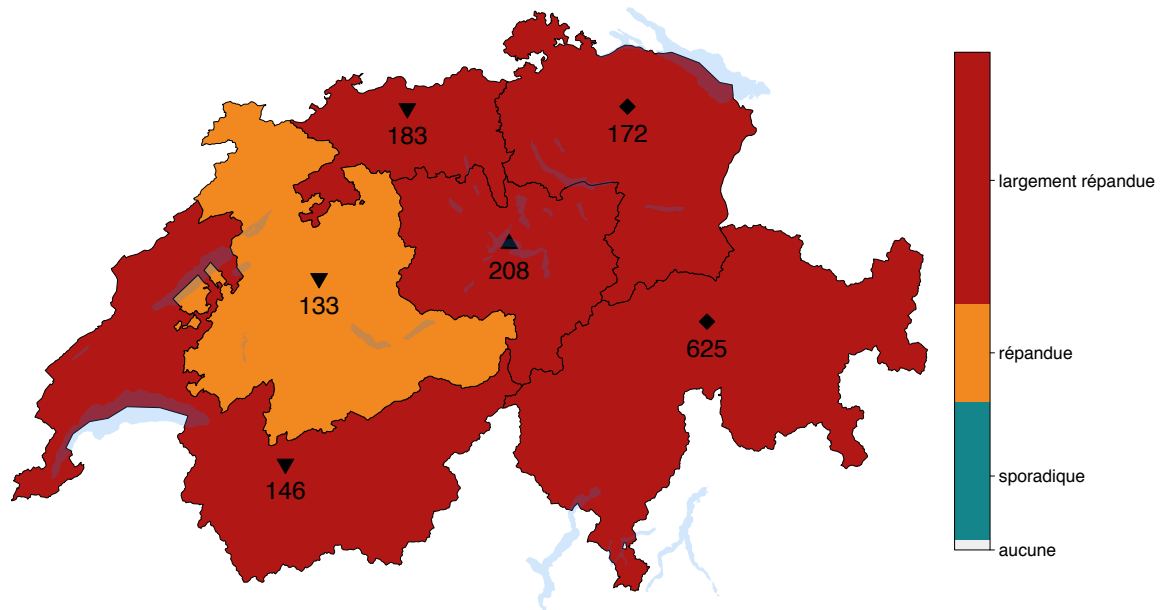 183
172
largement répandue
208
133
625
répandue
146
sporadique
aucune